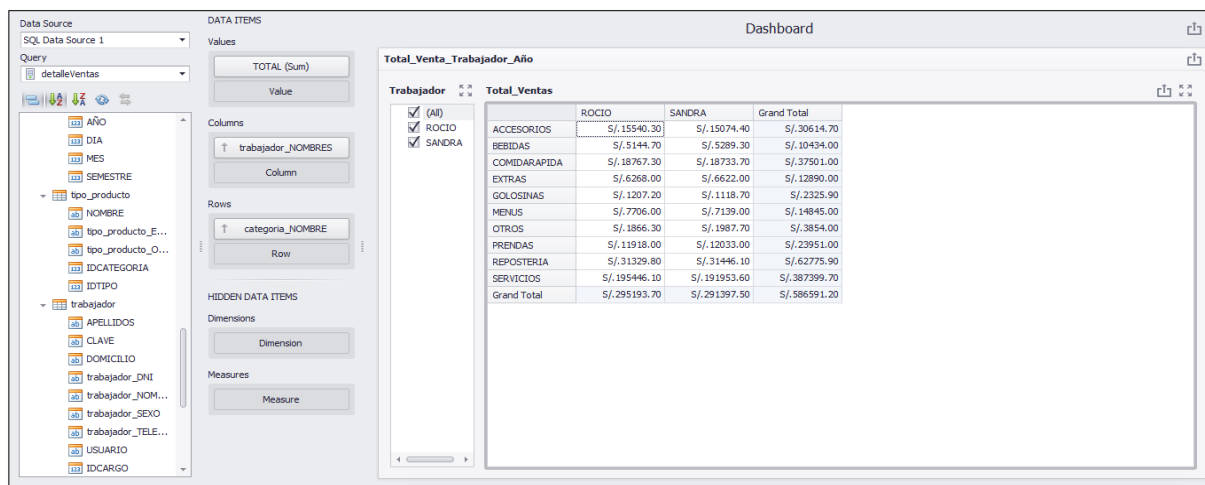 Data Source
SQL Data Source 1
Query
detalleVentas
AÑO
DIA
MES
SEMESTRE
tipo_producto
NOMBRE
tipo_producto_E...
tipo_producto_O...
IDCATEGORIA
IDTIPO
trabajador
APELLIDOS
CLAVE
DOMICILIO
trabajador_DNI
trabajador_NOM...
trabajador_SEXO
trabajador_TELE...
USUARIO
IDCARGO
DATA ITEMS
Values
TOTAL (Sum)
Value
Columns
trabajador_NOMBRES
Column
Rows
categoria_NOMBRE
Row
HIDDEN DATA ITEMS
Dimensions
Dimension
Measures
Measure
Dashboard
Total_Venta_Trabajador_Año
Trabajador
(All)
ROCIO
SANDRA
Total_Ventas
ROCIO SANDRA Grand Total
ACCESORIOS S/.15540.30 S/.15074.40 S/.30614.70
BEBIDAS S/.5144.70 S/.5289.30 S/.10434.00
COMIDARAPIDA S/.18767.30 S/.18733.70 S/.37501.00
EXTRAS S/.6268.00 S/.6622.00 S/.12890.00
GOLOSINAS S/.1207.20 S/.1118.70 S/.2325.90
MENUS S/.7706.00 S/.7139.00 S/.14845.00
OTROS S/.1866.30 S/.1987.70 S/.3854.00
PRENDAS S/.11918.00 S/.12033.00 S/.23951.00
REPOSTERIA S/.31329.80 S/.31446.10 S/.62775.90
SERVICIOS S/.195446.10 S/.191953.60 S/.387399.70
Grand Total S/.295193.70 S/.291397.50 S/.586591.20